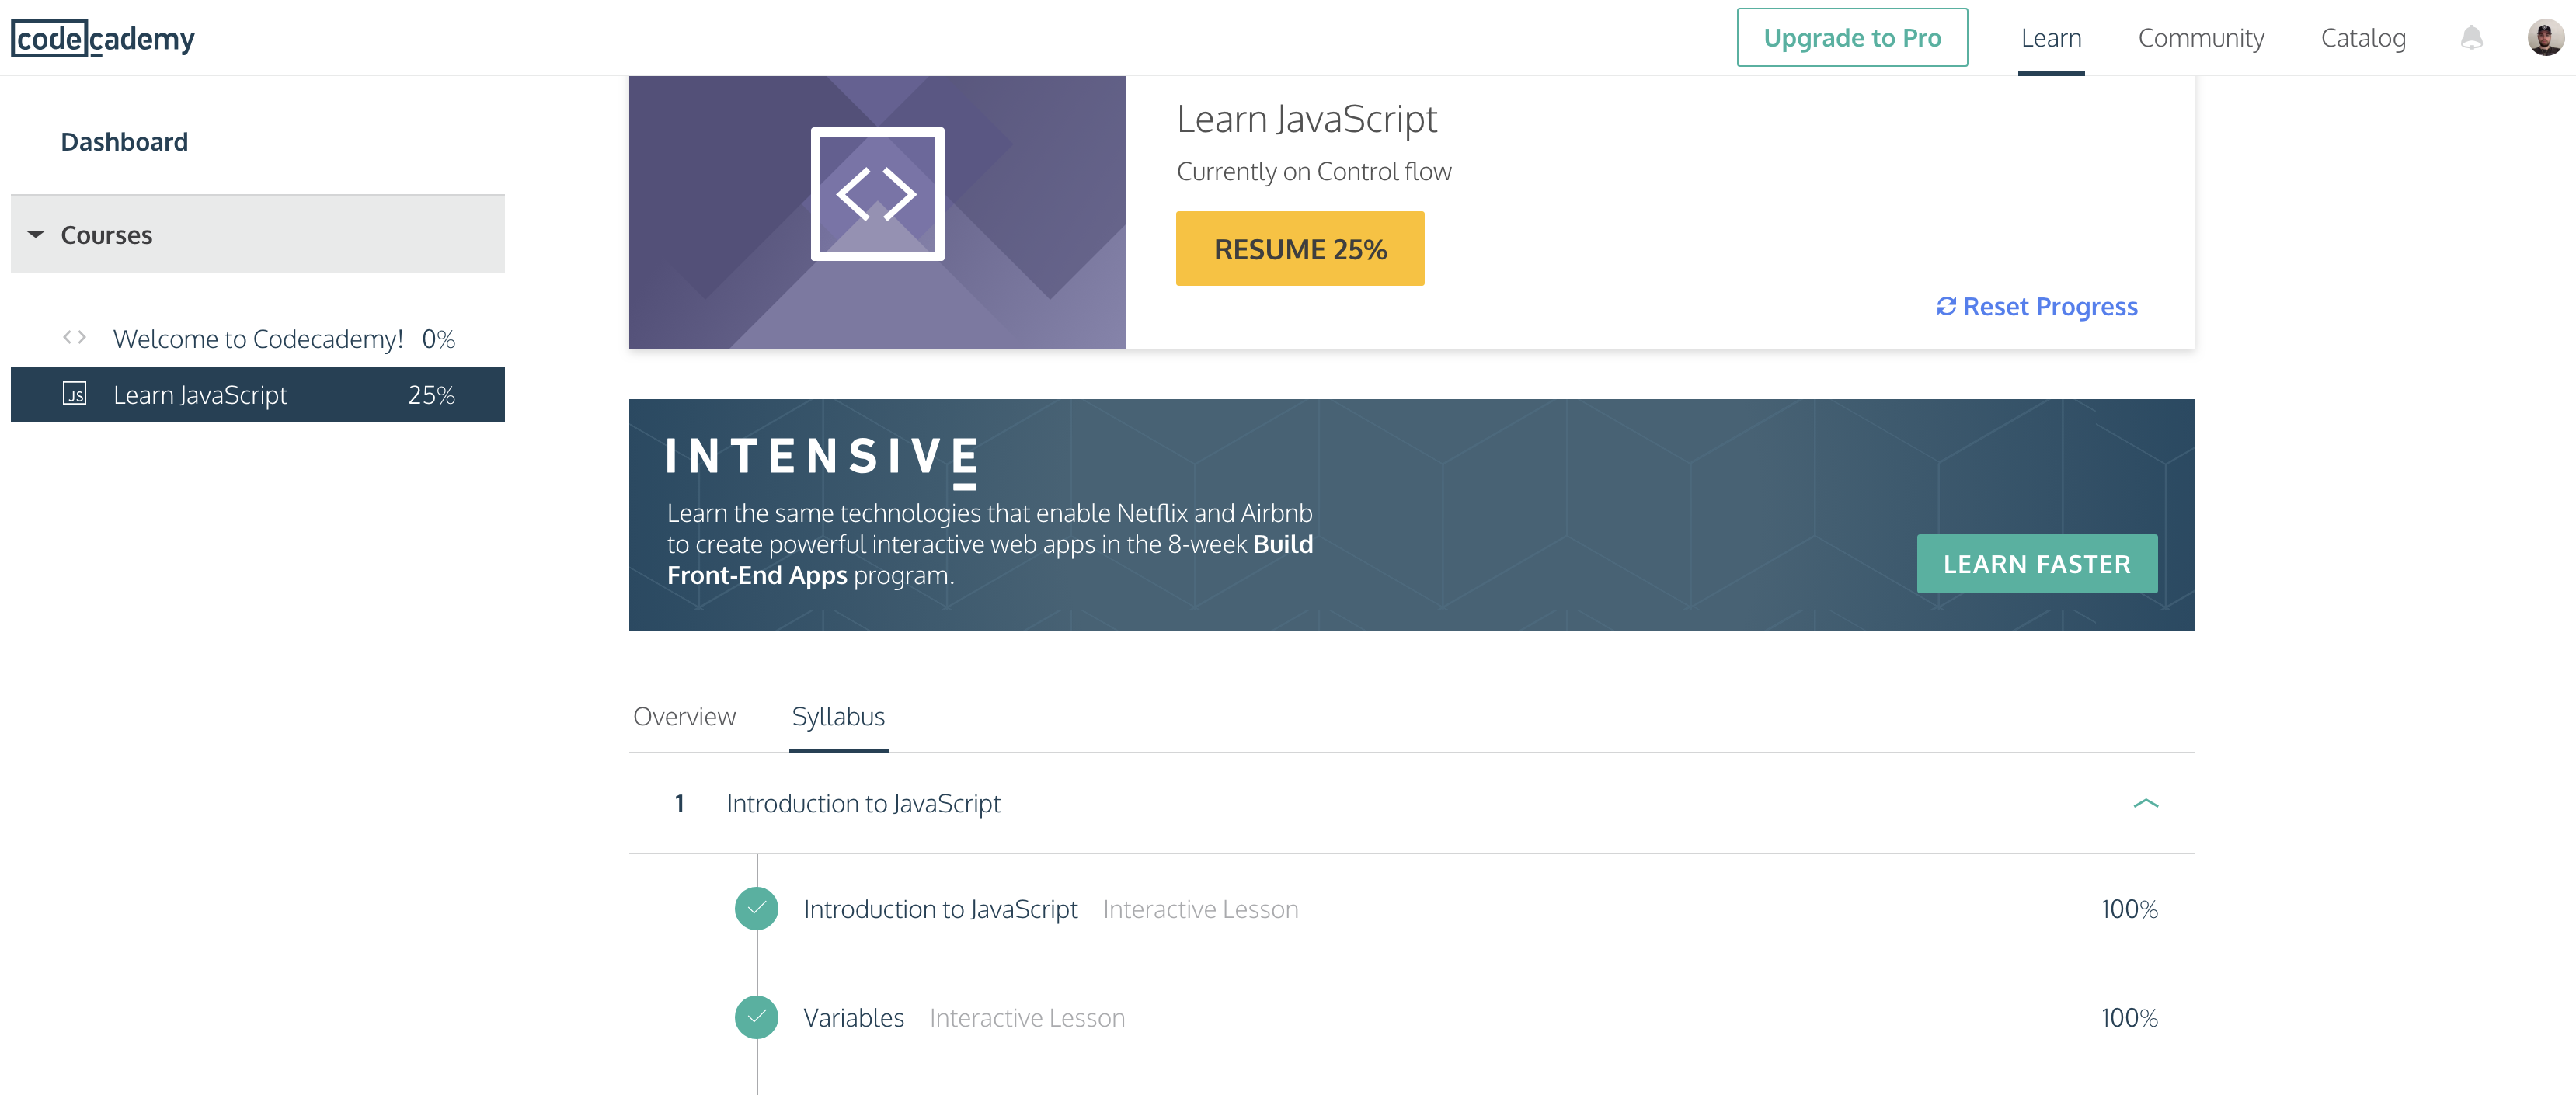 codecademy
Upgrade to Pro
Learn
Community
Catalog
Dashboard
Courses
Welcome to Codecademy! 0%
JS Learn JavaScript 25%
Learn JavaScript
Currently on Control flow
RESUME 25%
Reset Progress
INTENSIVE
Learn the same technologies that enable Netflix and Airbnb
to create powerful interactive web apps in the 8-week Build
Front-End Apps program.
LEARN FASTER
Overview
Syllabus
1 Introduction to JavaScript
Introduction to JavaScript Interactive Lesson 100%
Variables Interactive Lesson 100%